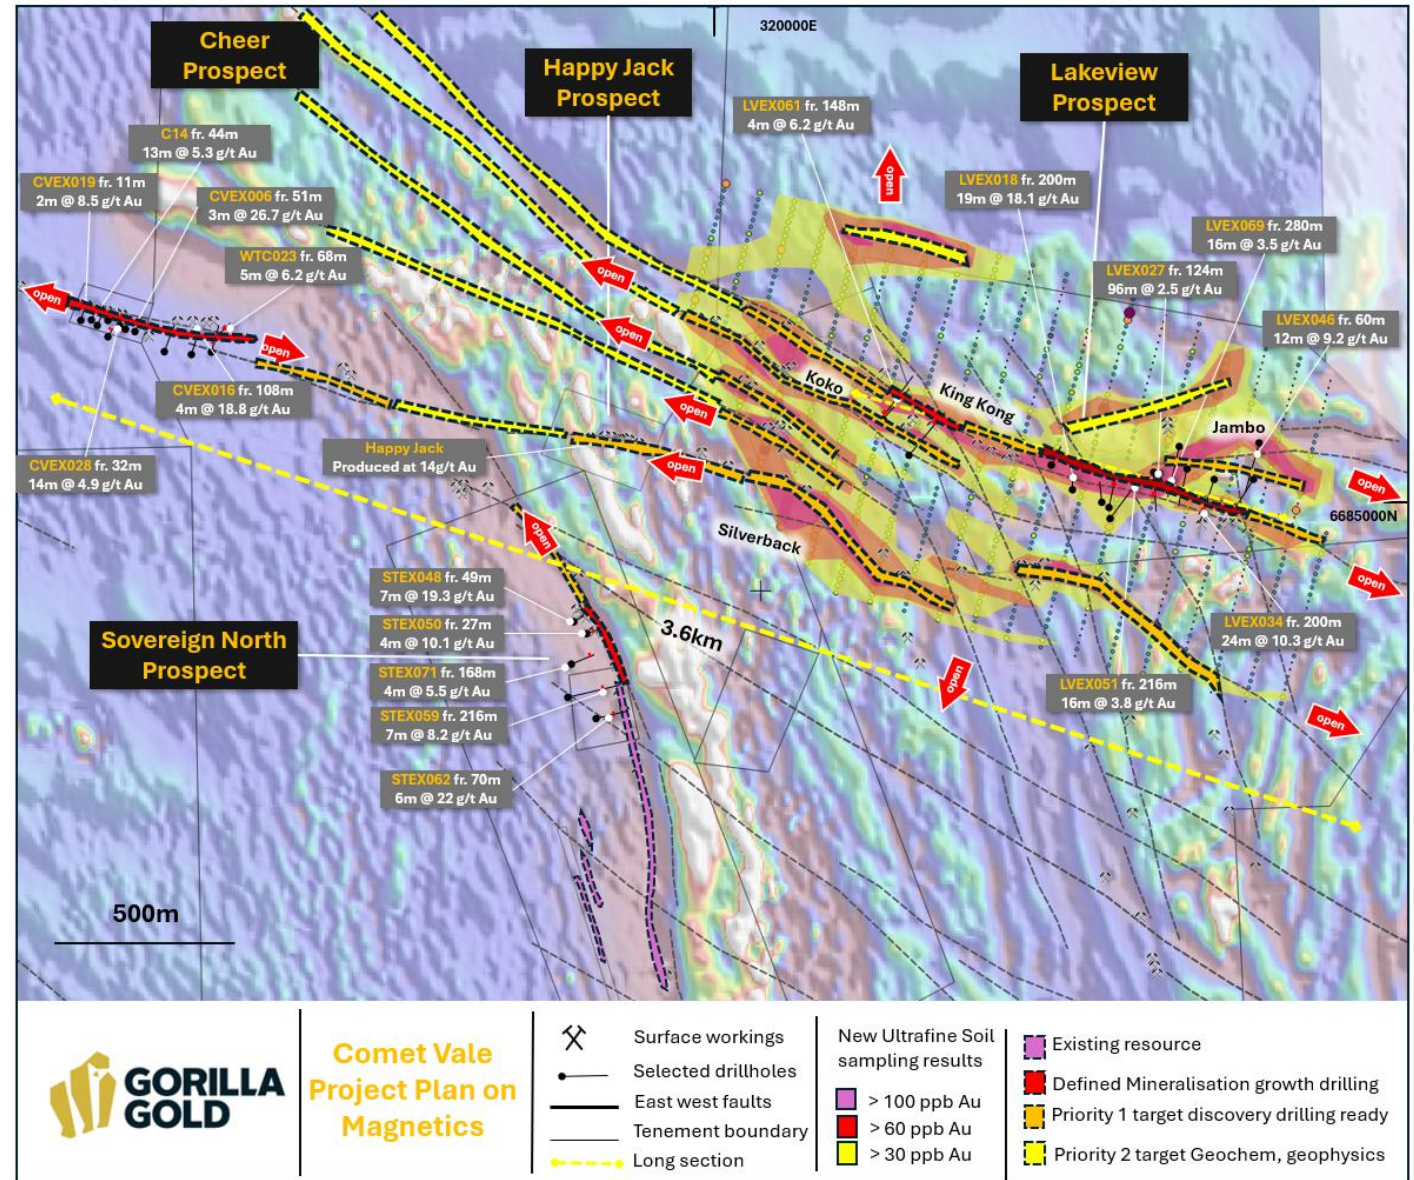 Cheer
Prospect
Happy Jack
Prospect
320000E
Lakeview
Prospect
LVEX061 fr. 148m
4m @ 6.2 g/t Au
C14 fr. 44m
13m @ 5.3 g/t Au
CVEX019 fr. 11m
2m @ 8.5 g/t Au
CVEX006 fr. 51m
3m @ 26.7 g/t Au
WTC023 fr. 68m
5m @ 6.2 g/t Au
open
LVEX018 fr. 200m
19m @ 18.1 g/t Au
LVEX069 fr. 280m
16m @ 3.5 g/t Au
LVEX027 fr. 124m
96m @ 2.5 g/t Au
LVEX046 fr. 60m
12m @ 9.2 g/t Au
open
open
open
open
open
open
open
CVEX016 fr. 108m
4m @ 18.8 g/t Au
Koko
King Kong
Jambo
Happy Jack
Produced at 14g/t Au
CVEX028 fr. 32m
14m @ 4.9 g/t Au
open
6685000N
Silverback
open
open
STEX048 fr. 49m
7m @ 19.3 g/t Au
STEX050 fr. 27m
4m @ 10.1 g/t Au
STEX071 fr. 168m
4m @ 5.5 g/t Au
STEX059 fr. 216m
7m @ 8.2 g/t Au
STEX062 fr. 70m
6m @ 22 g/t Au
Sovereign North
Prospect
3.6km
LVEX034 fr. 200m
24m @ 10.3 g/t Au
LVEX051 fr. 216m
16m @ 3.8 g/t Au
open
open
500m
GORILLA
GOLD
Comet Vale
Project Plan on
Magnetics
Surface workings
Selected drillholes
East west faults
Tenement boundary
Long section
New Ultrafine Soil
sampling results
> 100 ppb Au
> 60 ppb Au
> 30 ppb Au
Existing resource
Defined Mineralisation growth drilling
Priority 1 target discovery drilling ready
Priority 2 target Geochem, geophysics